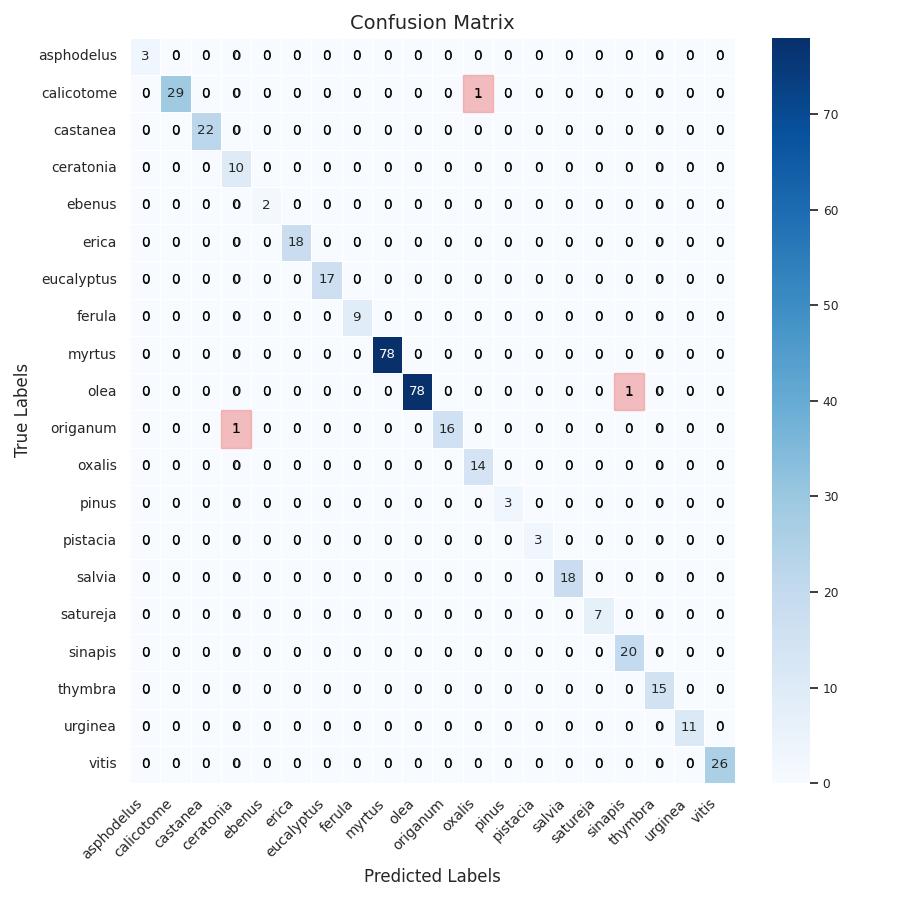 Confusion Matrix
asphodelus 3 0 0 0 0 0 0 0 0 0 0 0 0 0 0 0 0 0 0 0
calicotome 0 29 0 0 0 0 0 0 0 0 0 1 0 0 0 0 0 0 0 0
castanea 0 0 22 0 0 0 0 0 0 0 0 0 0 0 0 0 0 0 0 0
ceratonia 0 0 0 10 0 0 0 0 0 0 0 0 0 0 0 0 0 0 0 0
ebenus 0 0 0 0 2 0 0 0 0 0 0 0 0 0 0 0 0 0 0 0
erica 0 0 0 0 0 18 0 0 0 0 0 0 0 0 0 0 0 0 0 0
eucalyptus 0 0 0 0 0 0 17 0 0 0 0 0 0 0 0 0 0 0 0 0
ferula 0 0 0 0 0 0 0 9 0 0 0 0 0 0 0 0 0 0 0 0
myrtus 0 0 0 0 0 0 0 0 78 0 0 0 0 0 0 0 0 0 0 0
olea 0 0 0 0 0 0 0 0 0 78 0 0 0 0 0 0 1 0 0 0
origanum 0 0 0 1 0 0 0 0 0 0 16 0 0 0 0 0 0 0 0 0
oxalis 0 0 0 0 0 0 0 0 0 0 0 14 0 0 0 0 0 0 0 0
pinus 0 0 0 0 0 0 0 0 0 0 0 0 3 0 0 0 0 0 0 0
pistacia 0 0 0 0 0 0 0 0 0 0 0 0 0 3 0 0 0 0 0 0
salvia 0 0 0 0 0 0 0 0 0 0 0 0 0 0 18 0 0 0 0 0
satureja 0 0 0 0 0 0 0 0 0 0 0 0 0 0 0 7 0 0 0 0
sinapis 0 0 0 0 0 0 0 0 0 0 0 0 0 0 0 0 20 0 0 0
thymbra 0 0 0 0 0 0 0 0 0 0 0 0 0 0 0 0 0 15 0 0
urginea 0 0 0 0 0 0 0 0 0 0 0 0 0 0 0 0 0 0 11 0
vitis 0 0 0 0 0 0 0 0 0 0 0 0 0 0 0 0 0 0 0 26
asphodelus calicotome castanea ceratonia ebenus erica eucalyptus ferula myrtus olea origanum oxalis pinus pistacia salvia satureja sinapis thymbra urginea vitis
Predicted Labels
True Labels
70
60
50
40
30
20
10
0